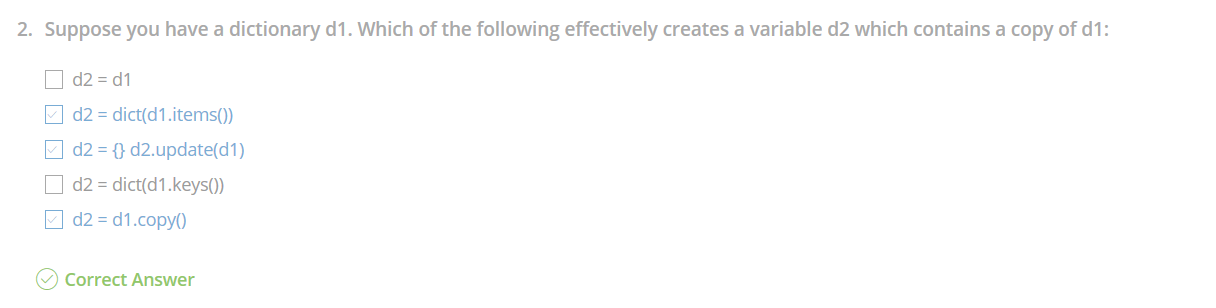 2. Suppose you have a dictionary d1. Which of the following effectively creates a variable d2 which contains a copy of d1:
d2 = d1
d2 = dict(d1.items())
d2 = {} d2.update(d1)
d2 = dict(d1.keys())
d2 = d1.copy()
Correct Answer